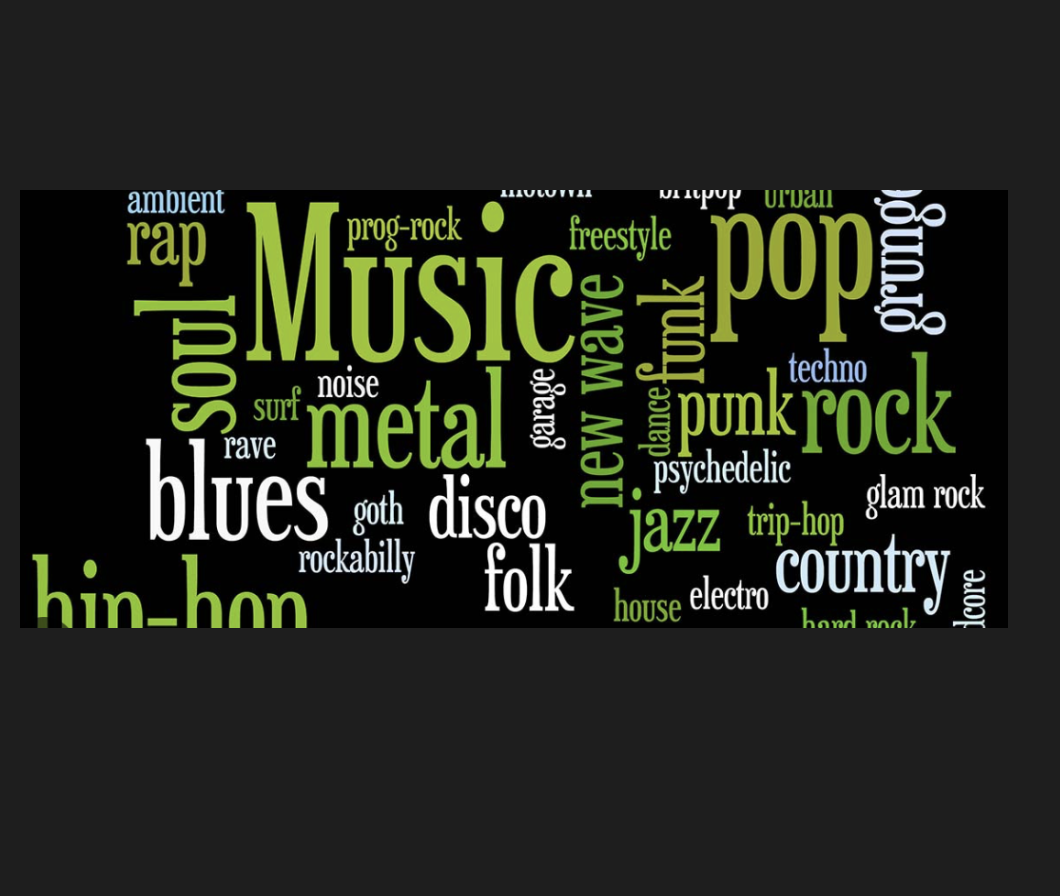 ambient
motown
britpop
urban
grunge
rap
prog-rock
Music
freestyle
pop
soul
new wave
funk
noise
surf
metal
garage
dance
techno
punk
rock
rave
psychedelic
blues
goth
disco
glam rock
jazz
trip-hop
rockabilly
folk
country
hip-hop
house
electro
hard rock
dcore